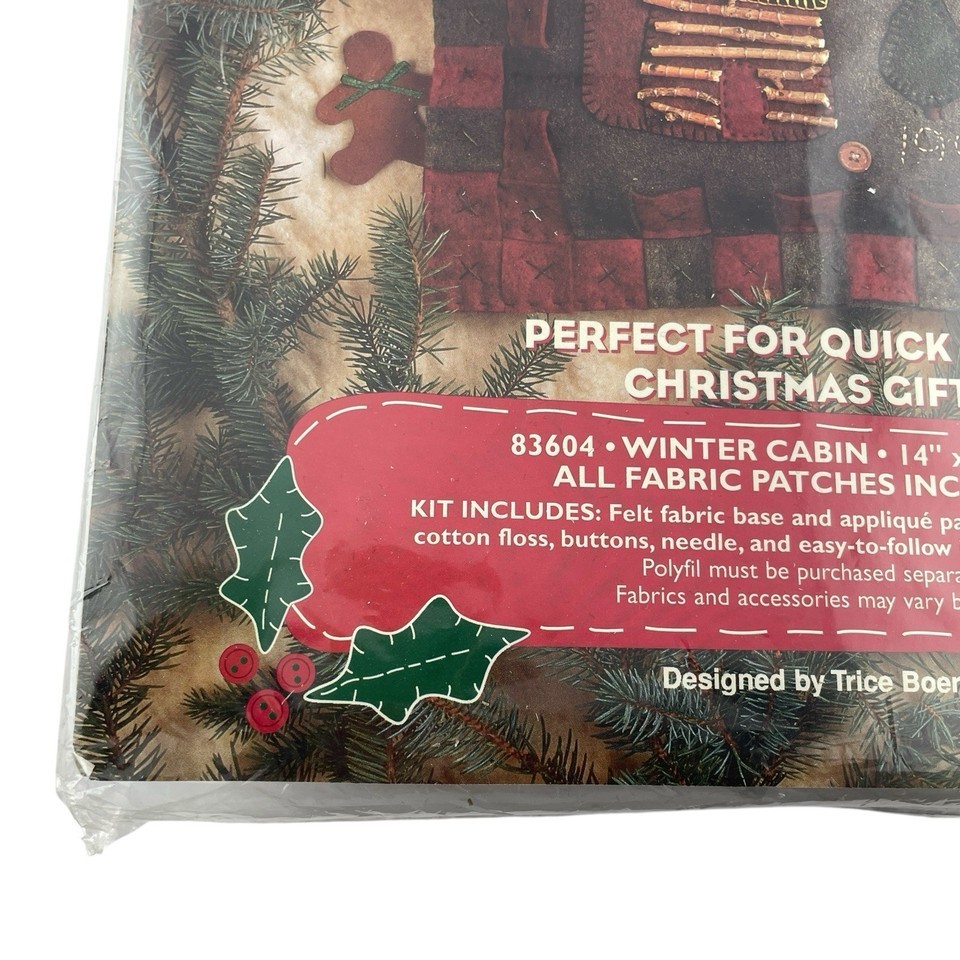 19
PERFECT FOR QUICK
CHRISTMAS GIFT
83604 • WINTER CABIN • 14" x
ALL FABRIC PATCHES INC
KIT INCLUDES: Felt fabric base and appliqué pa
cotton floss, buttons, needle, and easy-to-follow
Polyfil must be purchased separa
Fabrics and accessories may vary b
Designed by Trice Boer